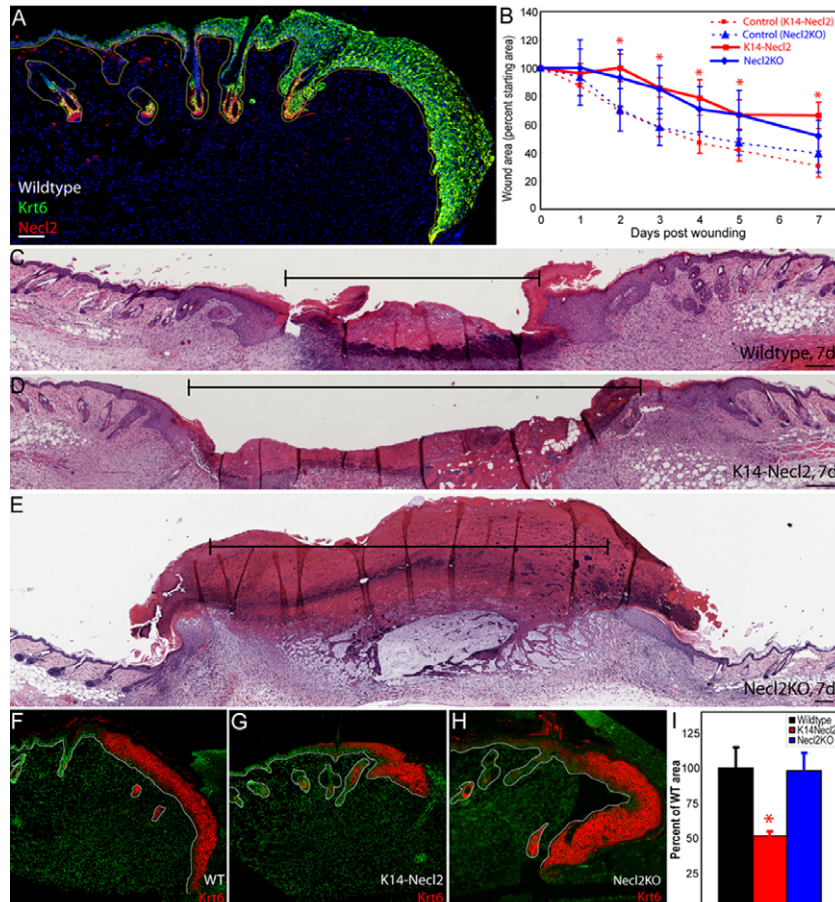 A
Wildtype
Krt6
Necl2
B
Wound area (percent starting area)
140
120
100
80
60
40
20
0
0 1 2 3 4 5 7
Days post wounding
Control (K14-Necl2)
Control (Necl2KO)
K14-Necl2
Necl2KO
* * * * *
C
Wildtype, 7d
D
K14-Necl2, 7d
E
Necl2KO, 7d
F
WT
Krt6
G
K14-Necl2
Krt6
H
Necl2KO
Krt6
I
Percent of WT area
125
100
75
50
25
Wildtype
K14Necl2
Necl2KO
*